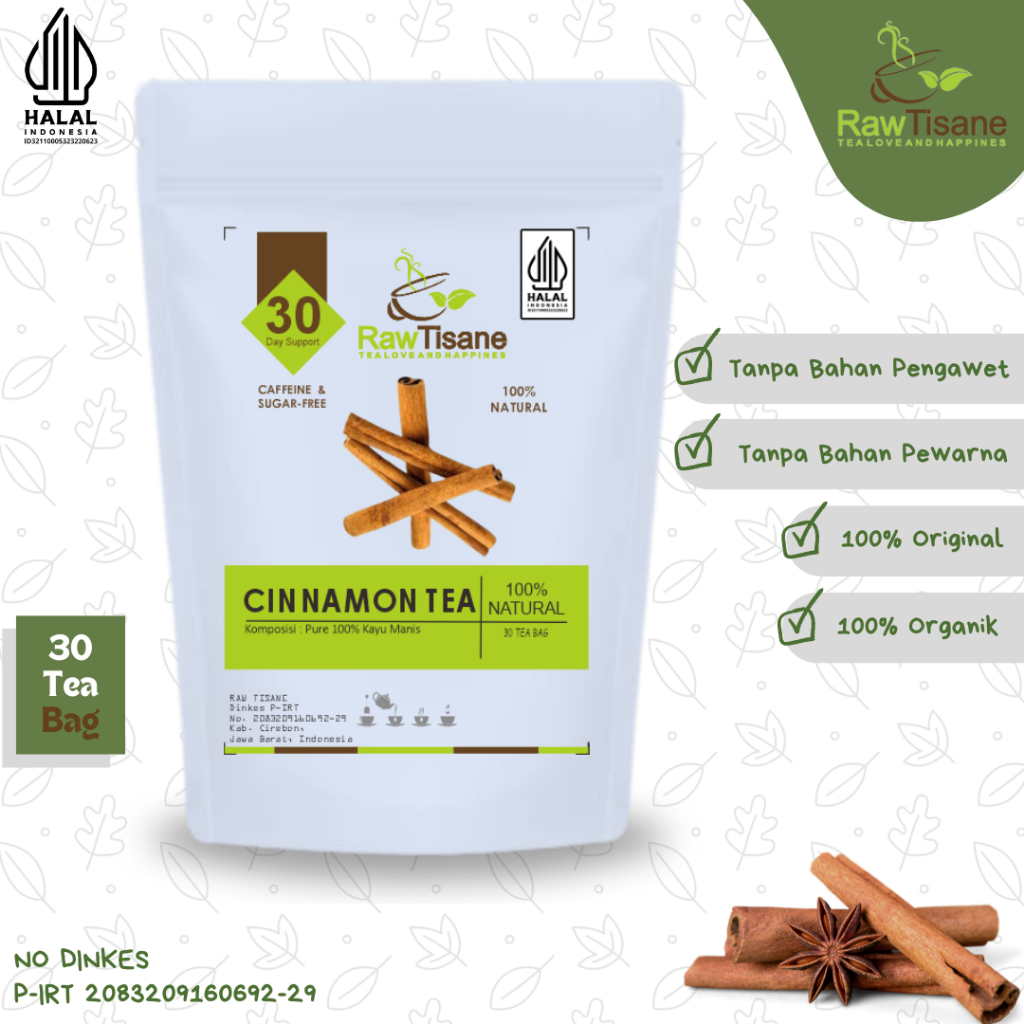 HALAL
INDONESIA
ID32110005323220623
RawTisane
TEALOVEANDHAPPINES
30
Day Support
RawTisane
TEALOVEANDHAPPINES
HALAL
INDONESIA
CAFFEINE &
SUGAR-FREE
100%
NATURAL
CINNAMON TEA
Komposisi : Pure 100% Kayu Manis
100%
NATURAL
30 TEA BAG
RAW TISANE
Dinkes P-IRT
No. 2083209160692-29
Kab. Cirebon,
Jawa Barat, Indonesia
Tanpa Bahan Pengawet
Tanpa Bahan Pewarna
100% Original
100% Organik
30
Tea
Bag
NO DINKES
P-IRT 2083209160692-29